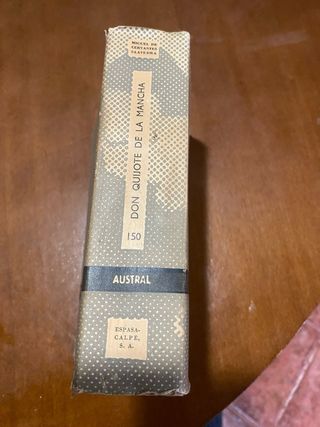 MIGUEL DE
CERVANTES
SAAVEDRA
DON QUIJOTE DE LA MANCHA
150
AUSTRAL
ESPASA-
CALPE,
S. A.